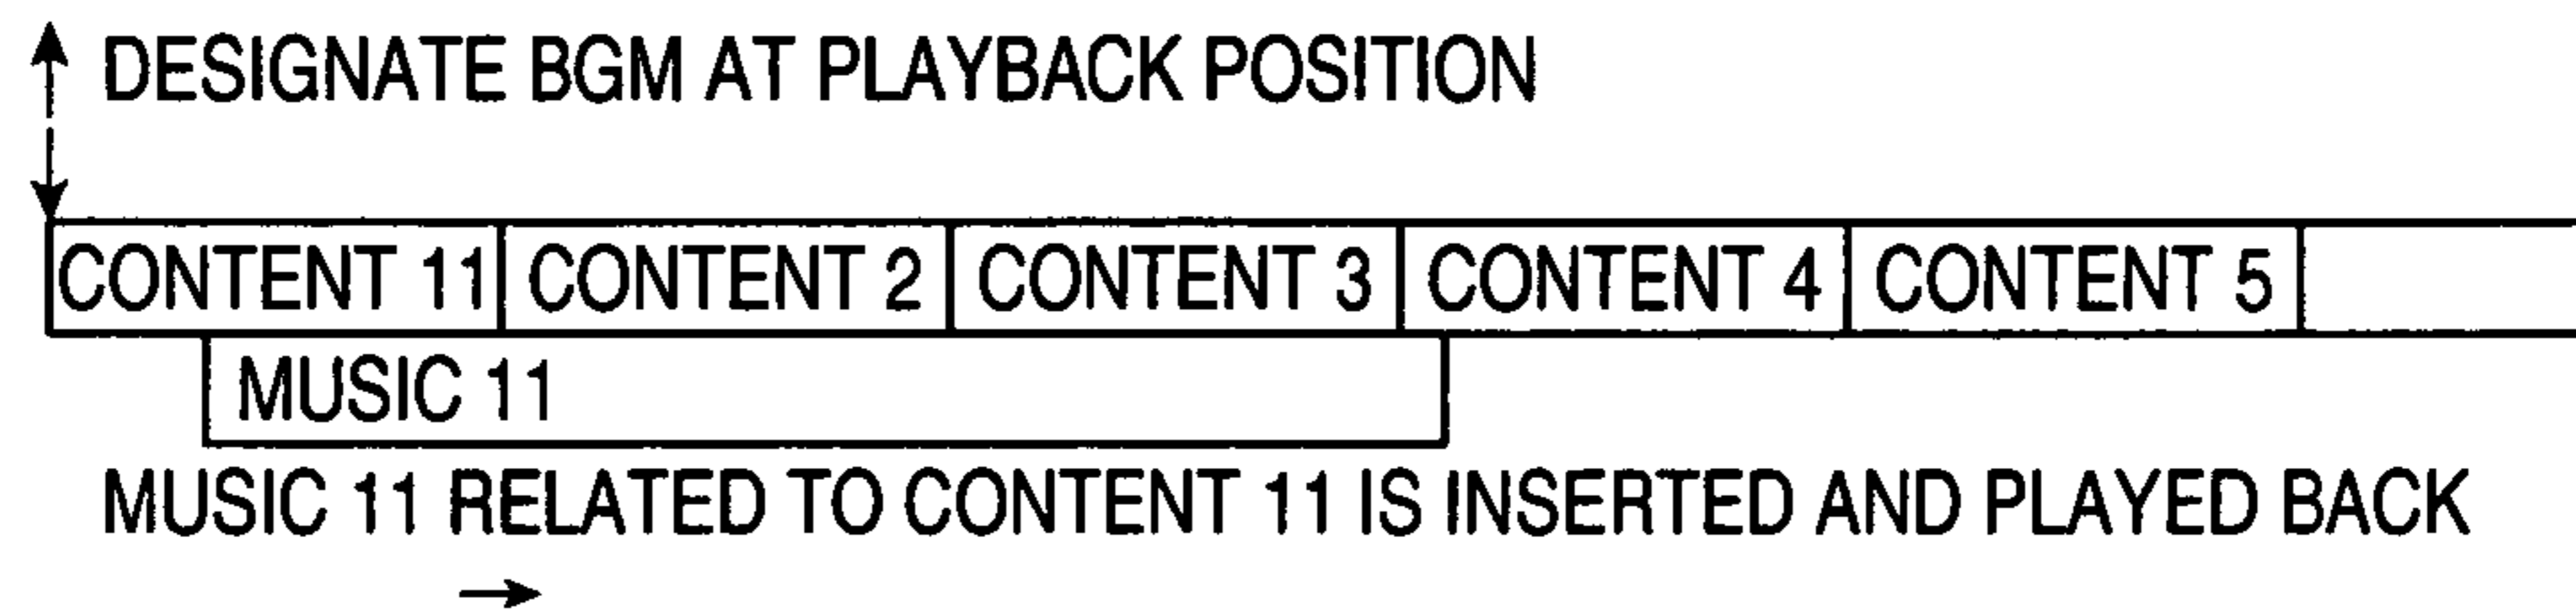 DESIGNATE BGM AT PLAYBACK POSITION
CONTENT 11 CONTENT 2 CONTENT 3 CONTENT 4 CONTENT 5
MUSIC 11
MUSIC 11 RELATED TO CONTENT 11 IS INSERTED AND PLAYED BACK